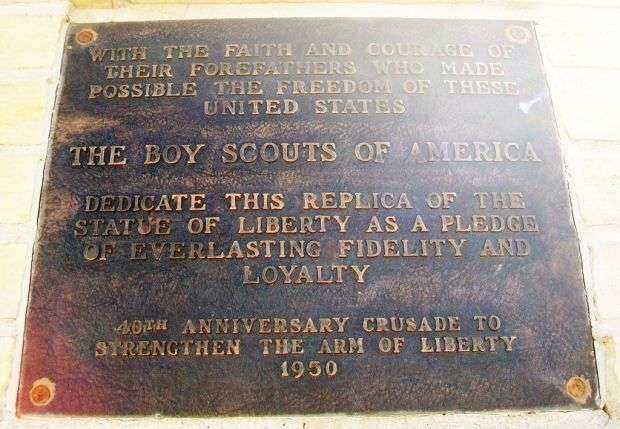 WITH THE FAITH AND COURAGE OF
THEIR FOREFATHERS WHO MADE
POSSIBLE THE FREEDOM OF THESE
UNITED STATES
THE BOY SCOUTS OF AMERICA
DEDICATE THIS REPLICA OF THE
STATUE OF LIBERTY AS A PLEDGE
OF EVERLASTING FIDELITY AND
LOYALTY
40TH ANNIVERSARY CRUSADE TO
STRENGTHEN THE ARM OF LIBERTY
1950